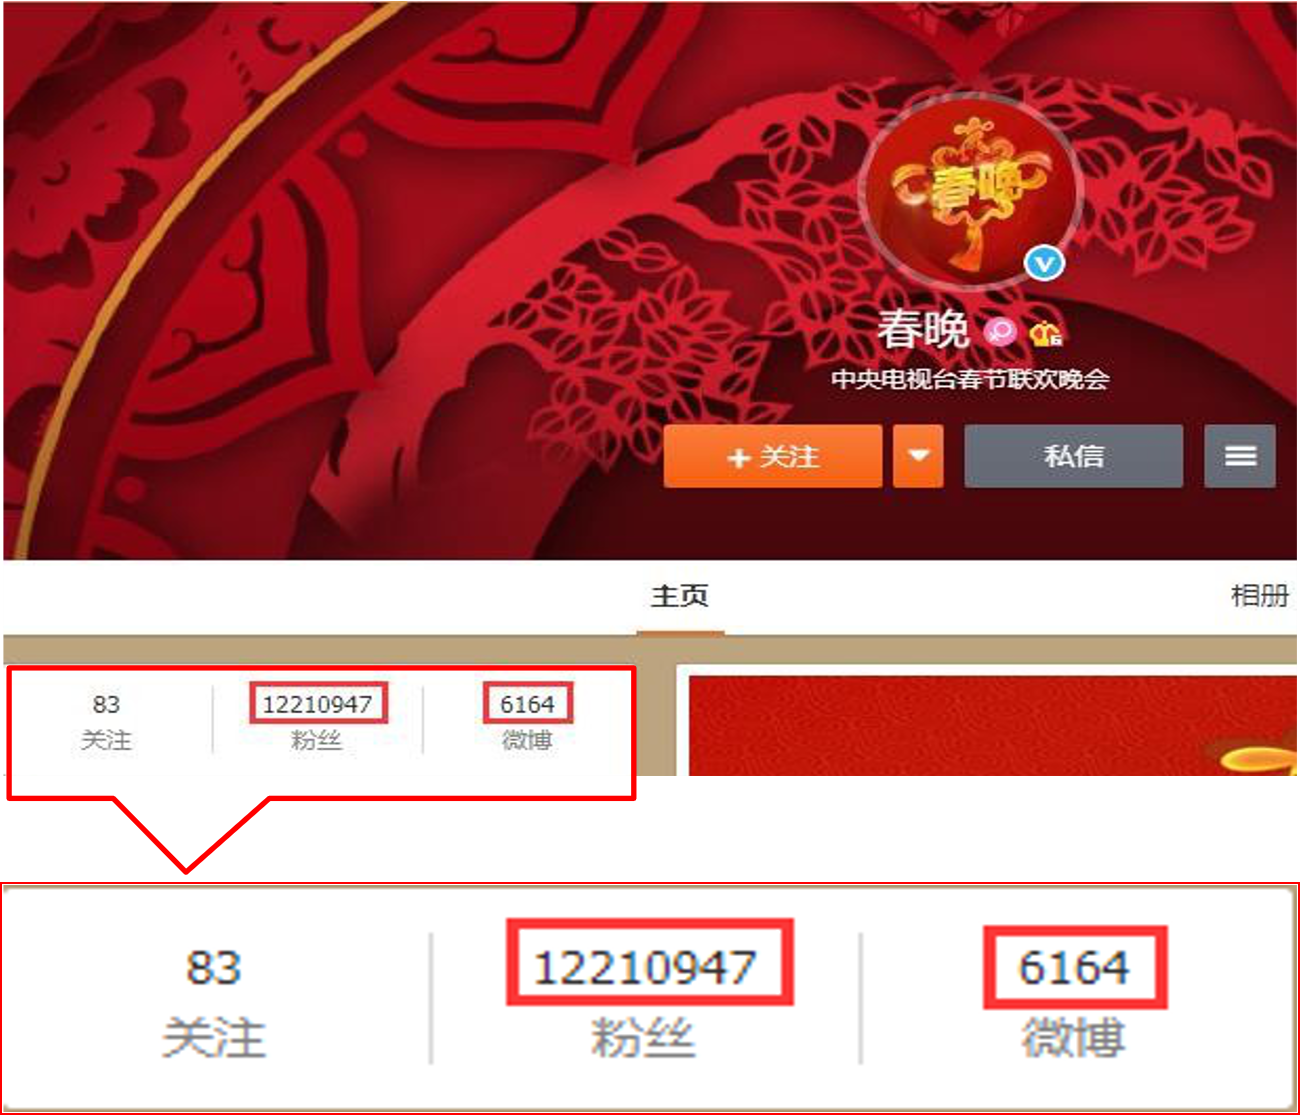 春晚
V
春晚
6
中央电视台春节联欢晚会
+ 关注
私信
主页
相册
83 12210947 6164
关注 粉丝 微博
83 12210947 6164
关注 粉丝 微博